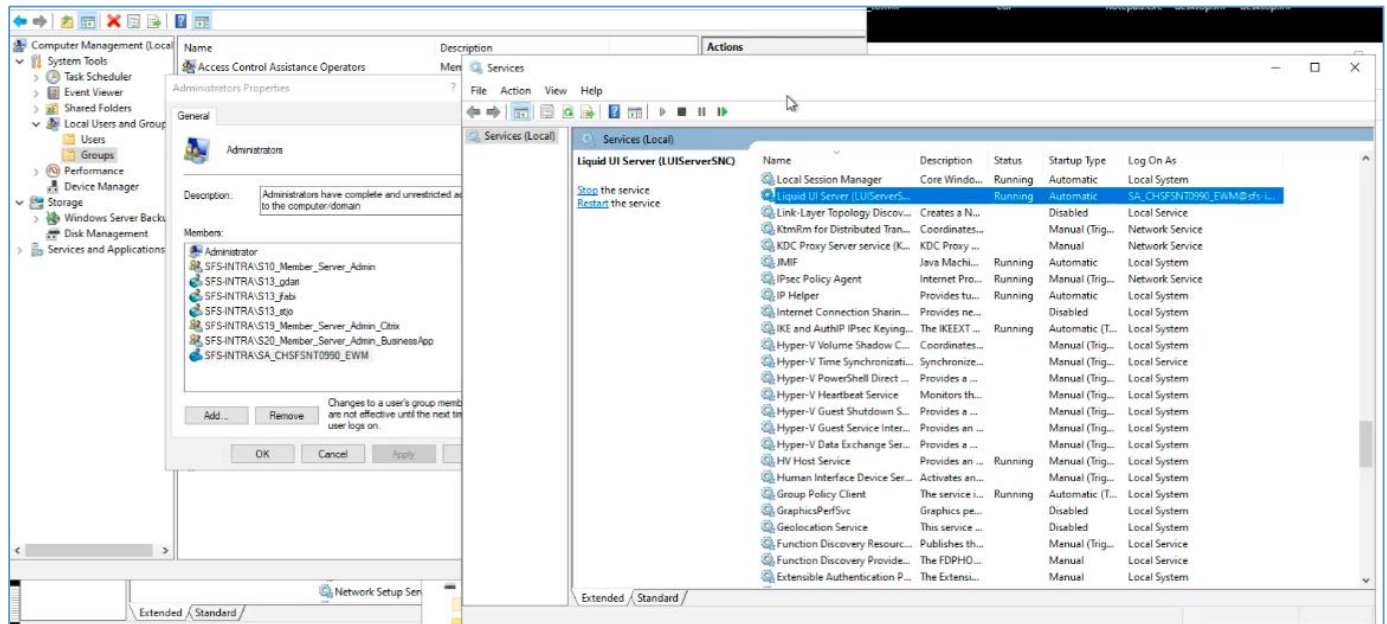 Computer Management (Local
System Tools
Task Scheduler
Event Viewer
Shared Folders
Local Users and Group
Users
Groups
Performance
Device Manager
Storage
Windows Server Backu
Disk Management
Services and Applications
Name Description
Access Control Assistance Operators Mem
Actions
Administrators Properties ?
General
Administrators
Description: Administrators have complete and unrestricted ac
to the computer/domain
Members:
Administrator
SFS-INTRA\S10_Member_Server_Admin
SFS-INTRA\S13_gdari
SFS-INTRA\S13_jfabi
SFS-INTRA\S13_stjo
SFS-INTRA\S19_Member_Server_Admin_Citrix
SFS-INTRA\S20_Member_Server_Admin_BusinessApp
SFS-INTRA\SA_CHSFSNT0990_EWM
Add... Remove
Changes to a user's group memb
are not effective until the next tim
user logs on.
OK Cancel Apply
Network Setup Serv
Extended Standard
Services
File Action View Help
Services (Local)
Services (Local)
Liquid UI Server (LUIServerSNC)
Stop the service
Restart the service
Name Description Status Startup Type Log On As
Local Session Manager Core Windo... Running Automatic Local System
Liquid UI Server (LUIServerS... Running Automatic SA_CHSFSNT0990_EWM@sfs-i...
Link-Layer Topology Discov... Creates a N... Disabled Local Service
KtmRm for Distributed Tran... Coordinates... Manual (Trig... Network Service
KDC Proxy Server service (K... KDC Proxy ... Manual Network Service
JMIF Java Machi... Running Automatic Local System
IPsec Policy Agent Internet Pro... Running Manual (Trig... Network Service
IP Helper Provides tu... Running Automatic Local System
Internet Connection Sharin... Provides ne... Disabled Local System
IKE and AuthIP IPsec Keying... The IKEEXT ... Running Automatic (T... Local System
Hyper-V Volume Shadow C... Coordinates... Manual (Trig... Local System
Hyper-V Time Synchronizati... Synchronize... Manual (Trig... Local Service
Hyper-V PowerShell Direct ... Provides a ... Manual (Trig... Local System
Hyper-V Heartbeat Service Monitors th... Manual (Trig... Local System
Hyper-V Guest Shutdown S... Provides a ... Manual (Trig... Local System
Hyper-V Guest Service Inter... Provides an ... Manual (Trig... Local System
Hyper-V Data Exchange Ser... Provides a ... Manual (Trig... Local System
HV Host Service Provides an ... Running Manual (Trig... Local System
Human Interface Device Ser... Activates an... Manual (Trig... Local System
Group Policy Client The service i... Running Automatic (T... Local System
GraphicsPerfSvc Graphics pe... Disabled Local System
Geolocation Service This service ... Disabled Local System
Function Discovery Resourc... Publishes th... Manual (Trig... Local Service
Function Discovery Provide... The FDPHO... Manual Local Service
Extensible Authentication P... The Extensi... Manual Local System
Extended Standard